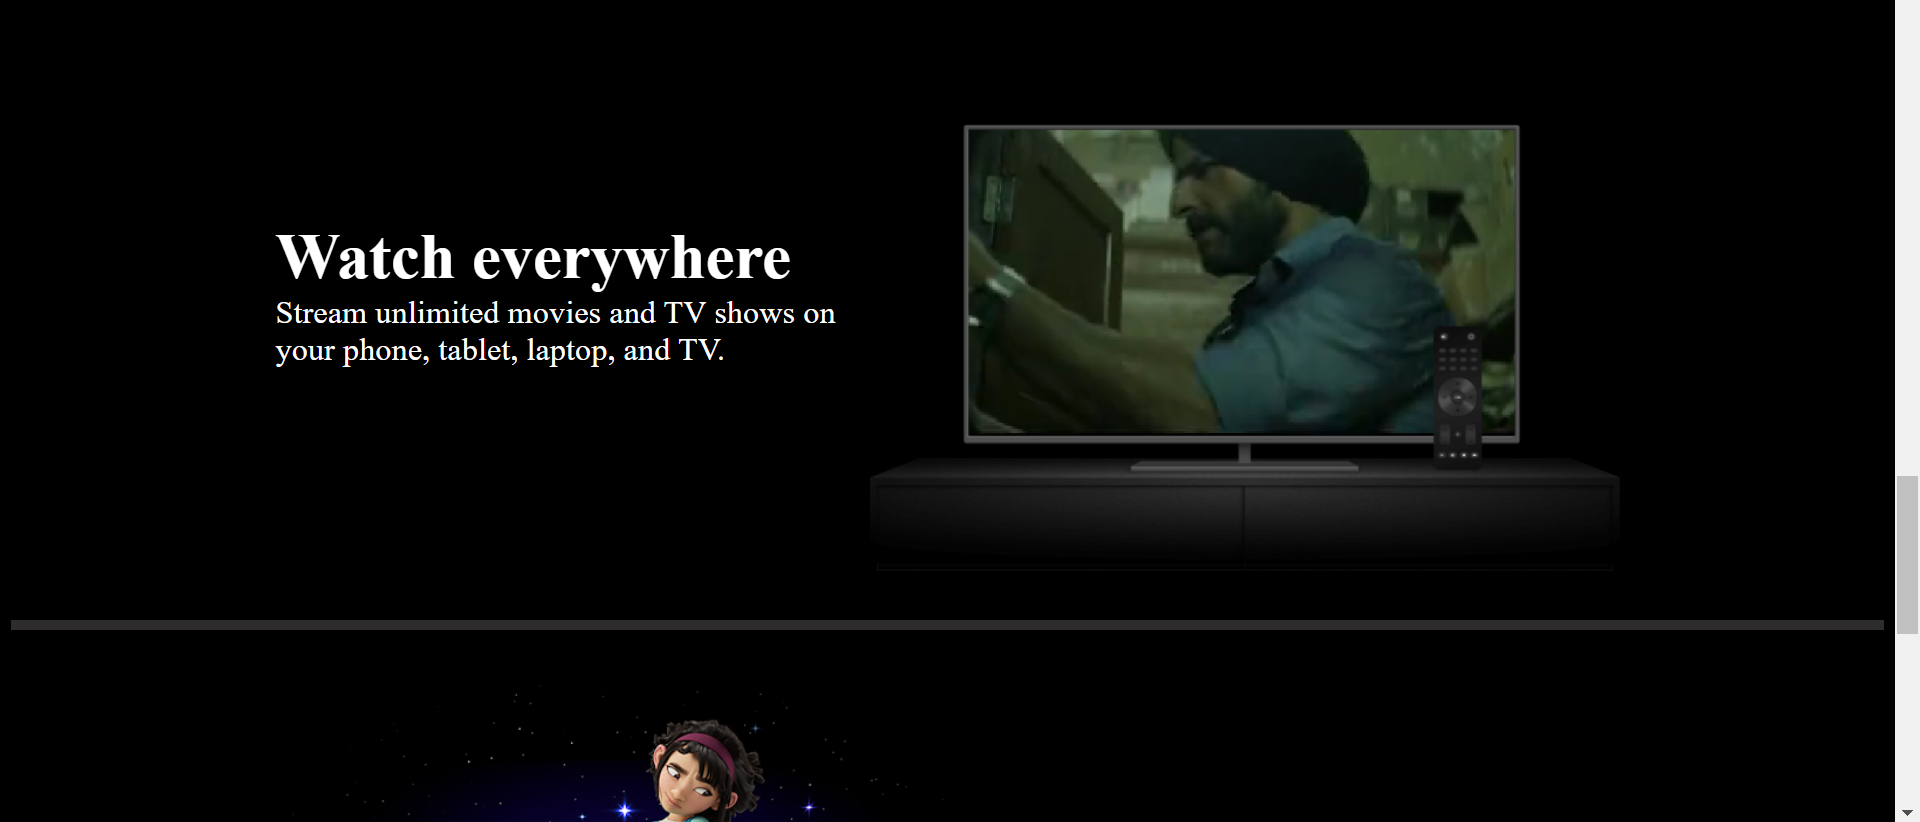 Watch everywhere
Stream unlimited movies and TV shows on
your phone, tablet, laptop, and TV.